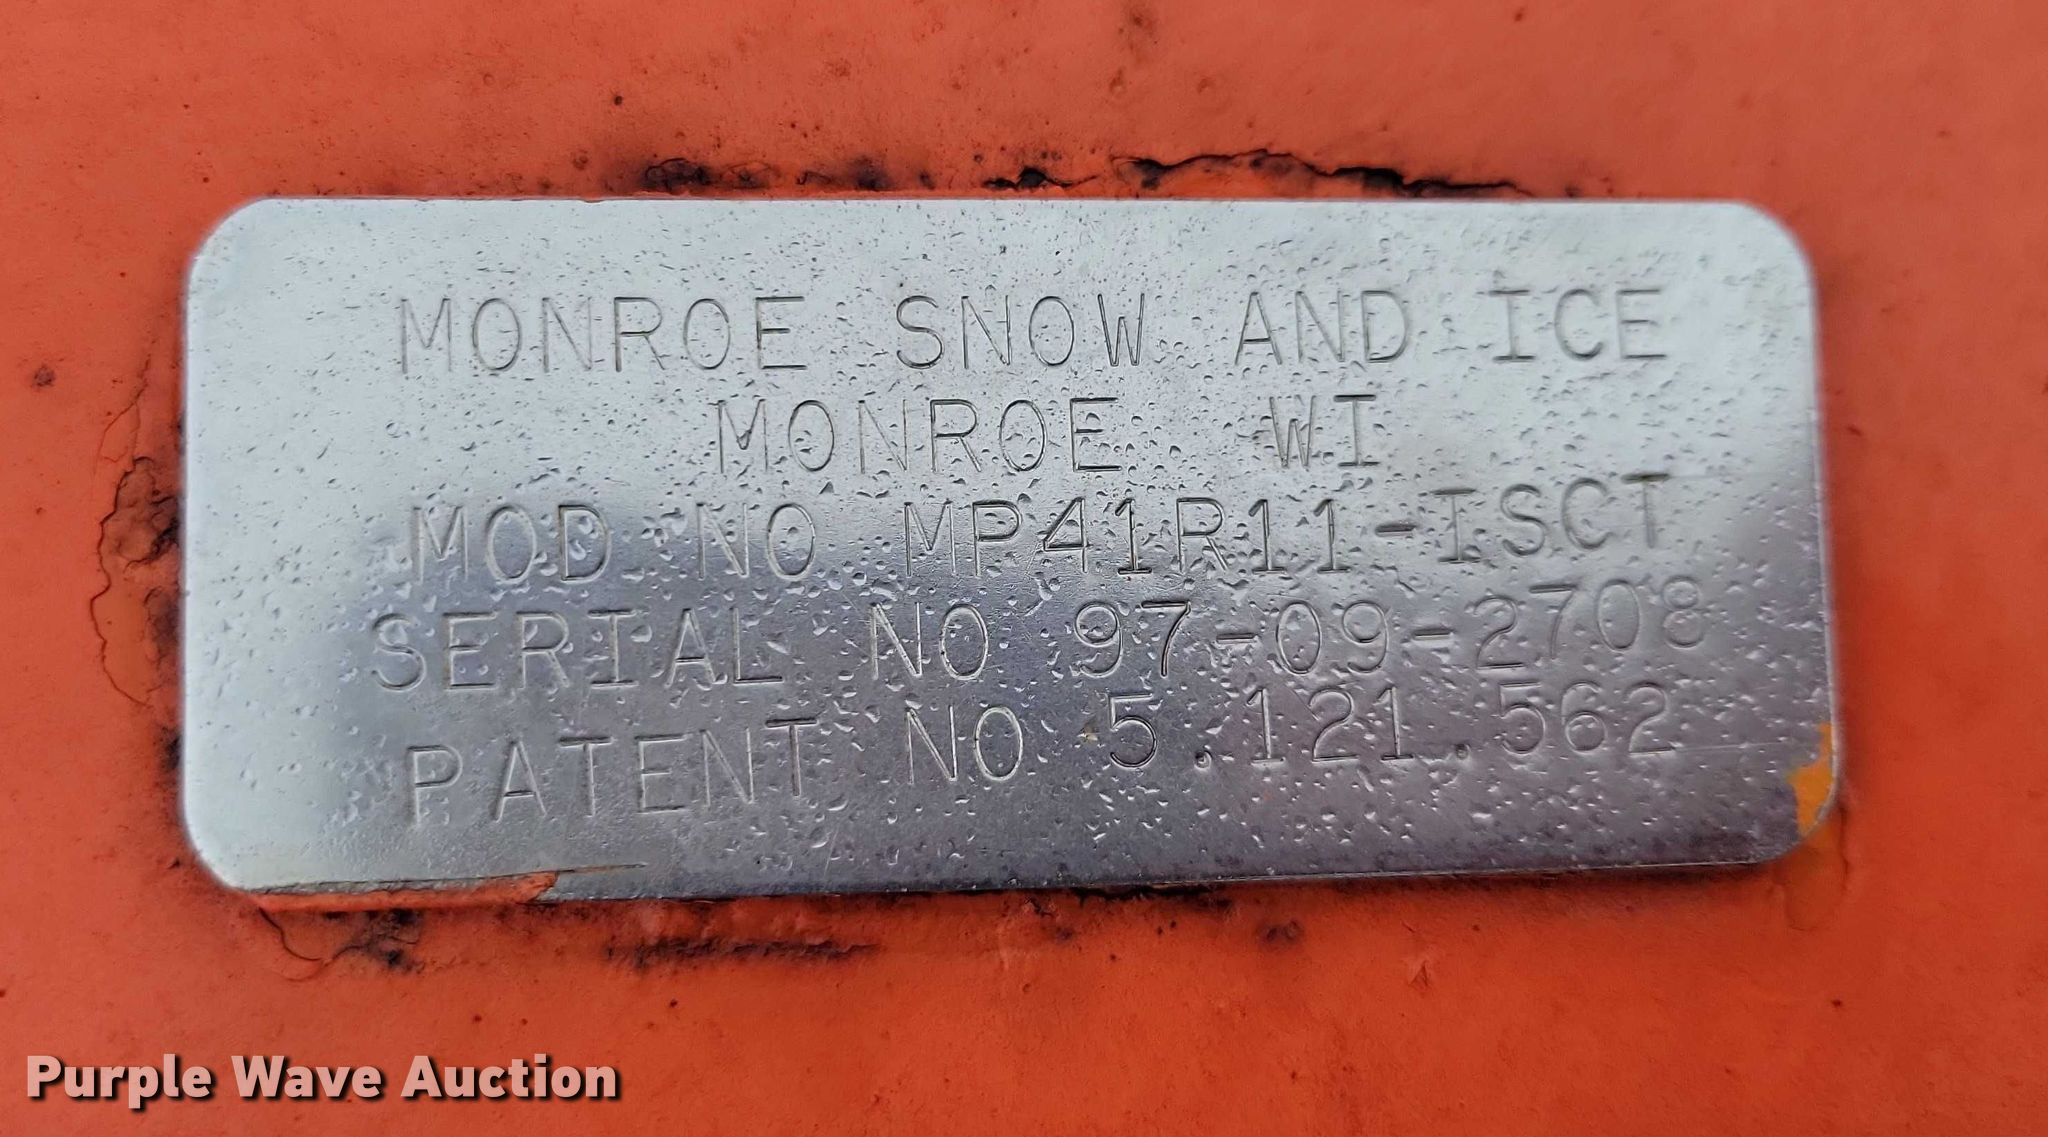 MONROE SNOW AND ICE
MONROE WI
MOD NO MP41R11-ISCT
SERIAL NO 97-09-2708
PATENT NO 5.121.562
Purple Wave Auction